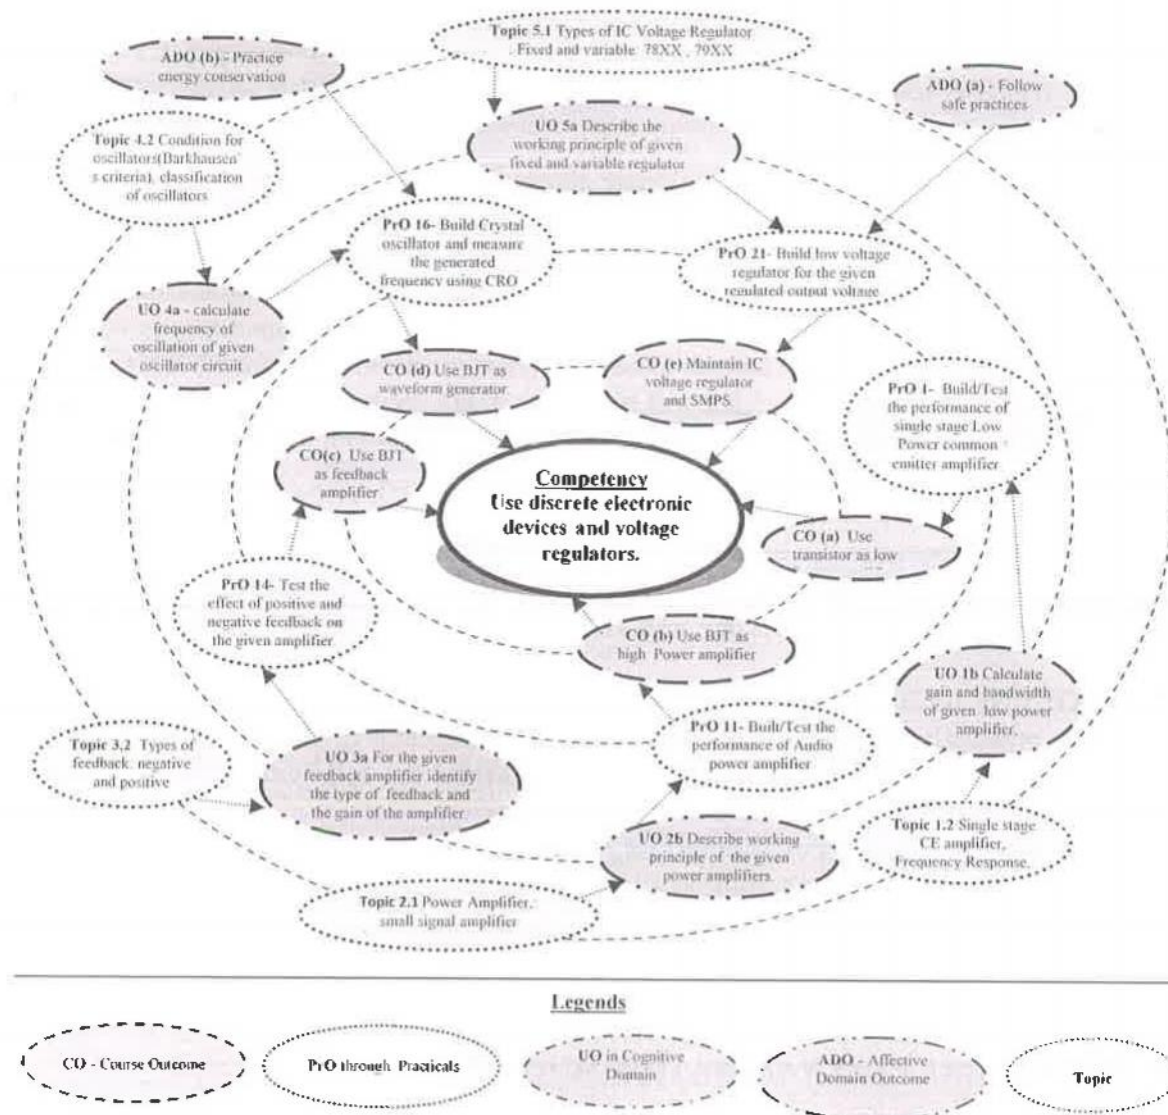 Topic 5.1 Types of IC Voltage Regulator
Fixed and variable 78XX , 79XX
ADO (b) - Practice
energy conservation
ADO (a) - Follow
safe practices
Topic 4.2 Condition for
oscillators(Barkhausen'
s criteria), classification
of oscillators
UO 5a Describe the
working principle of given
fixed and variable regulator
PrO 16- Build Crystal
oscillator and measure
the generated
frequency using CRO
PrO 21- Build low voltage
regulator for the given
regulated output voltage
UO 4a - calculate
frequency of
oscillation of given
oscillator circuit
CO (d) Use BJT as
waveform generator.
CO (e) Maintain IC
voltage regulator
and SMPS.
PrO 1- Build/Test
the performance of
single stage Low
Power common
emitter amplifier
CO(c) Use BJT
as feedback
amplifier.
Competency
Use discrete electronic
devices and voltage
regulators.
CO (a) Use
transistor as low
PrO 14- Test the
effect of positive and
negative feedback on
the given amplifier
CO (b) Use BJT as
high Power amplifier
UO 1b Calculate
gain and bandwidth
of given low power
amplifier.
Topic 3.2 Types of
feedback, negative
and positive
UO 3a For the given
feedback amplifier identify
the type of feedback and
the gain of the amplifier.
PrO 11- Built/Test the
performance of Audio
power amplifier
UO 2b Describe working
principle of the given
power amplifiers.
Topic 1.2 Single stage
CE amplifier,
Frequency Response.
Topic 2.1 Power Amplifier,
small signal amplifier
Legends
CO - Course Outcome
PrO through Practicals
UO in Cognitive
Domain
ADO - Affective
Domain Outcome
Topic